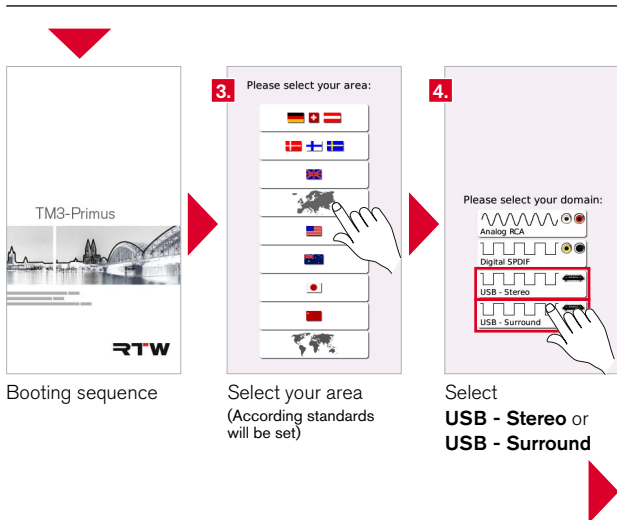 TM3-Primus
RTW
Booting sequence
3.
Please select your area:
Select your area
(According standards
will be set)
4.
Please select your domain:
Analog RCA
Digital SPDIF
USB - Stereo
USB - Surround
Select
USB - Stereo or
USB - Surround